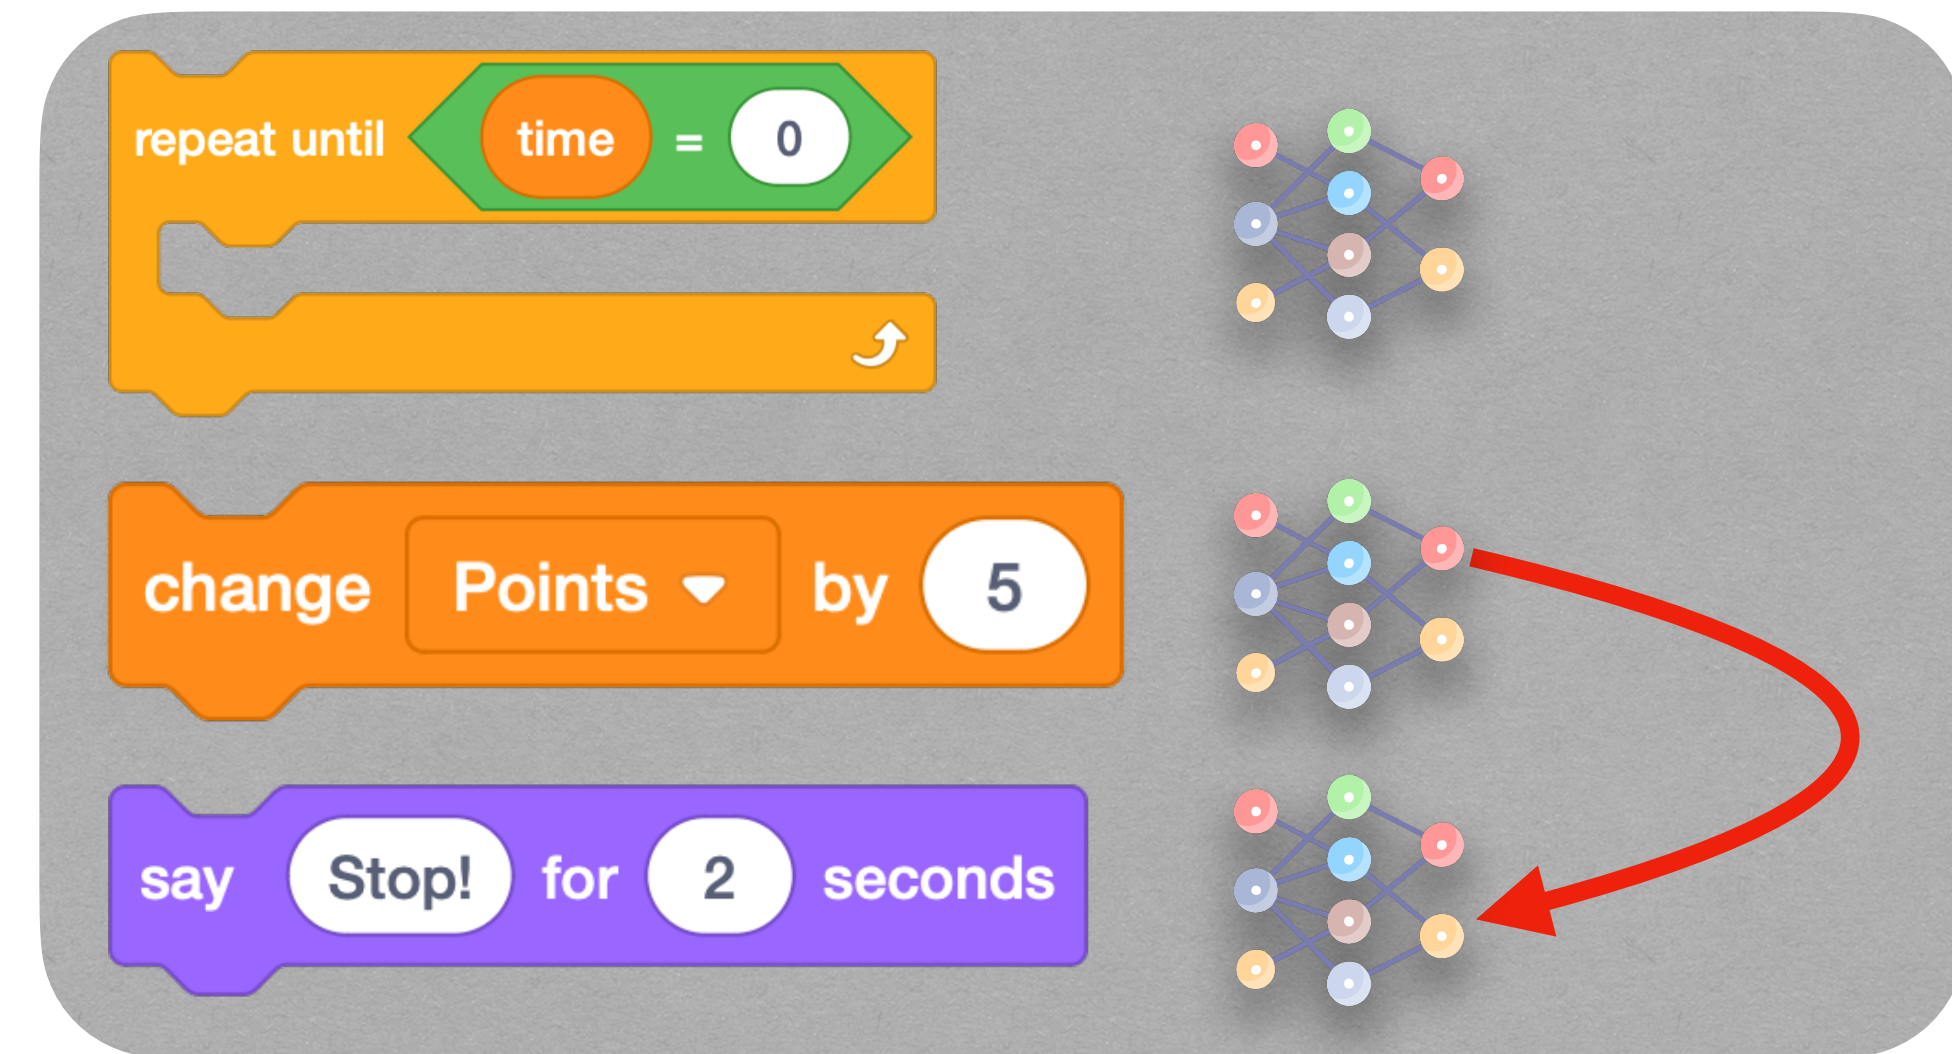 repeat until time = 0
change Points by 5
say Stop! for 2 seconds